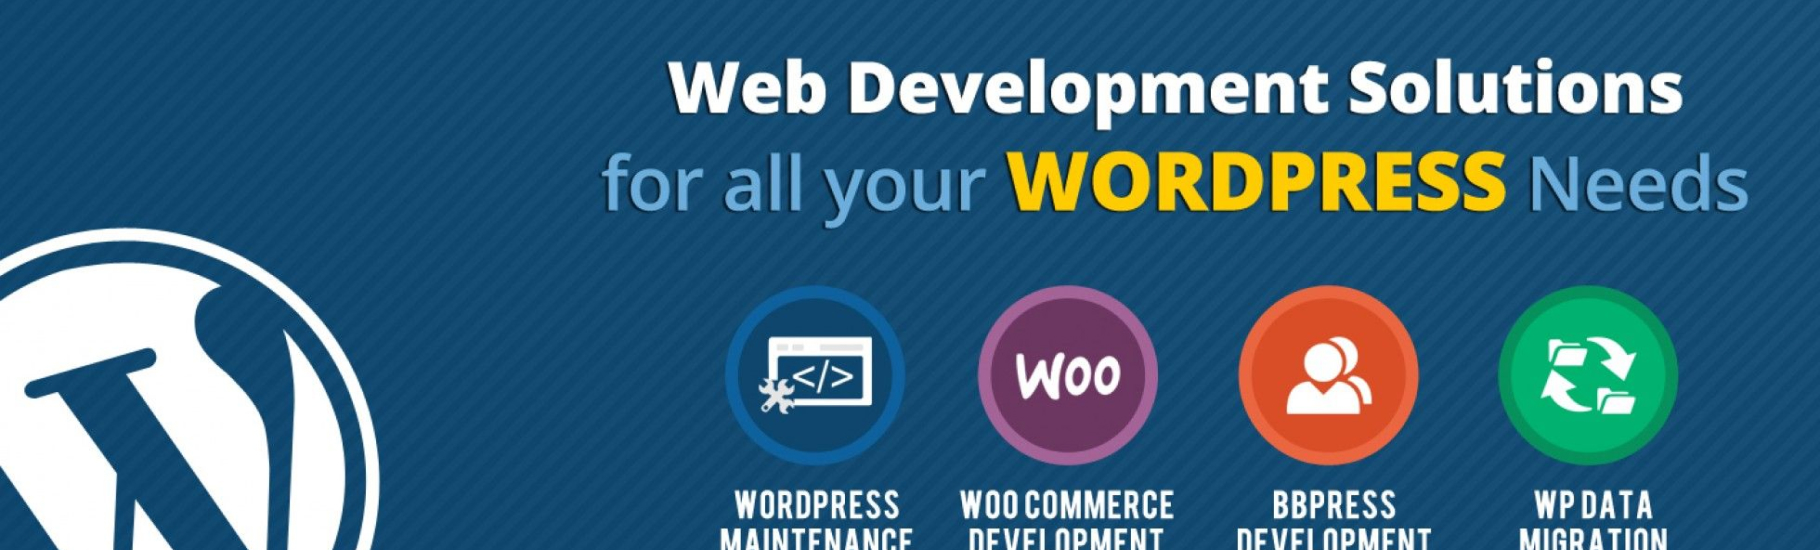 Web Development Solutions
for all your WORDPRESS Needs
</>
Woo
WORDPRESS
MAINTENANCE
WOO COMMERCE
DEVELOPMENT
BBPRESS
DEVELOPMENT
WP DATA
MIGRATION